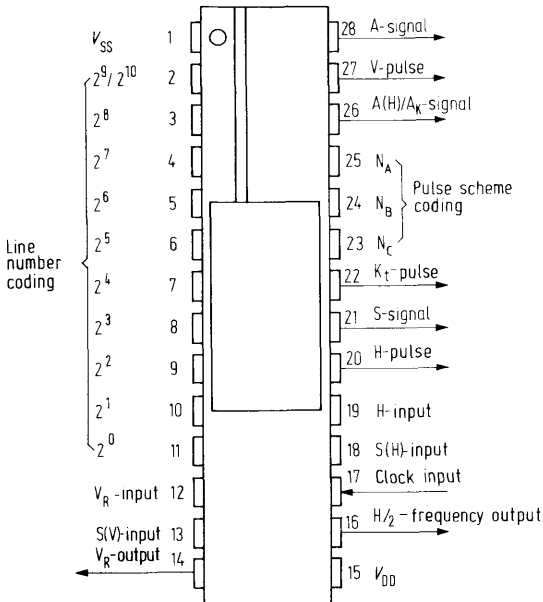 V_SS 1
2^9/2^10 2
2^8 3
2^7 4
2^6 5
2^5 6
2^4 7
2^3 8
2^2 9
2^1 10
2^0 11
Line
number
coding
V_R-input 12
S(V)-input 13
V_R-output 14
28 A-signal
27 V-pulse
26 A(H)/A_K-signal
25 N_A
24 N_B
23 N_C
Pulse scheme
coding
22 K_t-pulse
21 S-signal
20 H-pulse
19 H-input
18 S(H)-input
17 Clock input
16 H/2-frequency output
15 V_DD